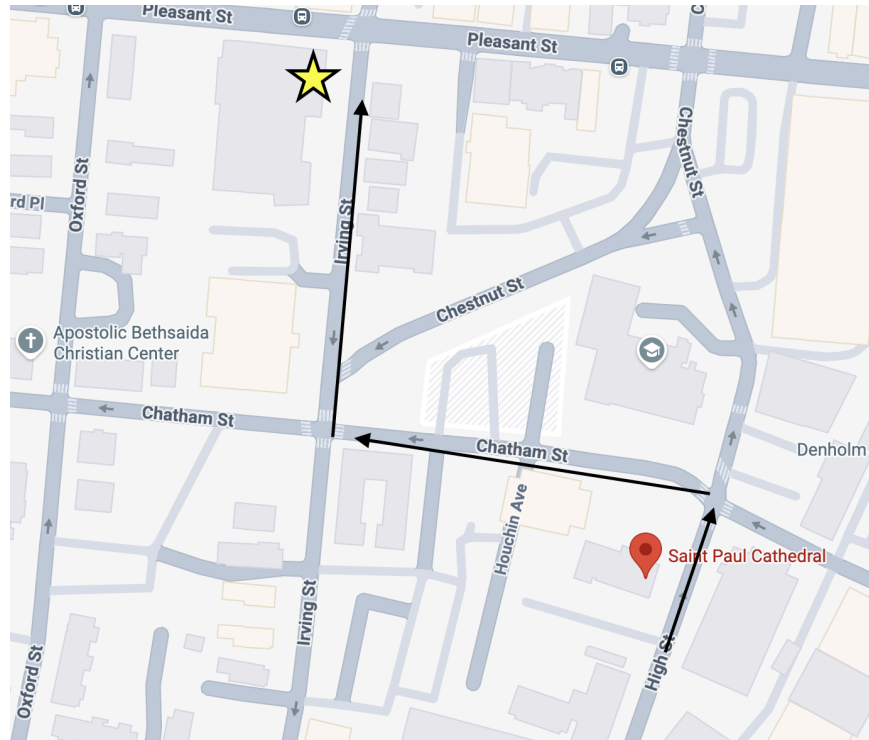 Pleasant St
Pleasant St
C
Chestnut St
Oxford St
rd Pl
Irving St
Chestnut St
Apostolic Bethsaida
Christian Center
Chatham St
Chatham St
Denholm
Houchin Ave
Saint Paul Cathedral
Irving St
High St
Oxford St